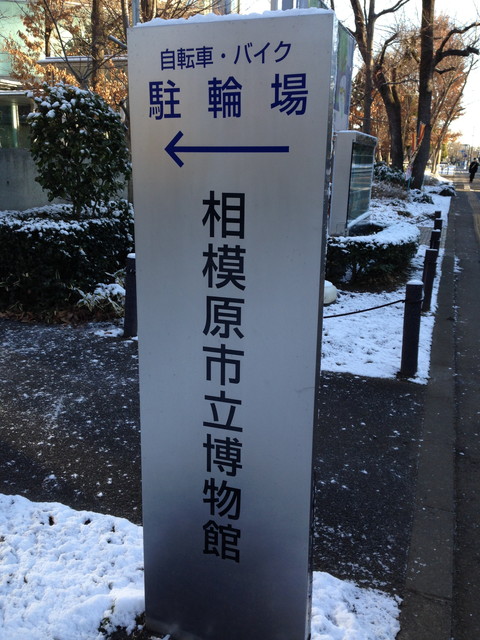 自転車・バイク
駐輪場
←
相模原市立博物館